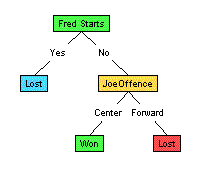 Fred Starts
Yes
No
Lost
JoeOffence
Center
Forward
Won
Lost